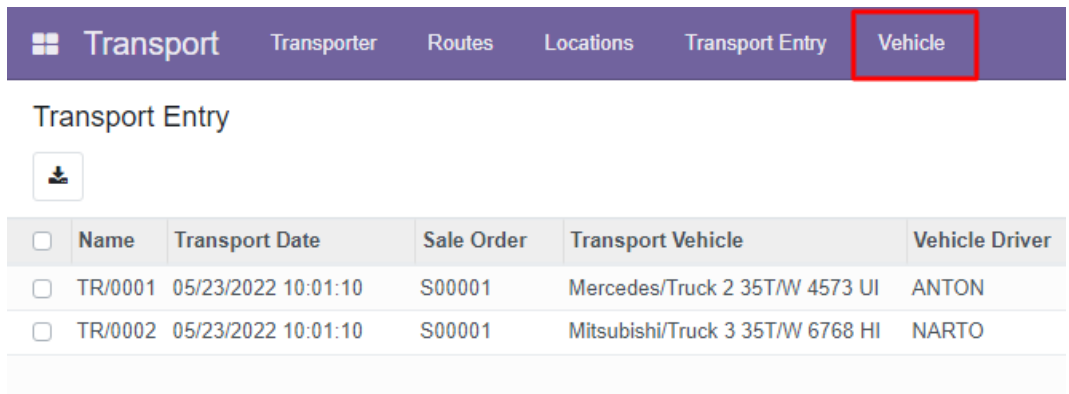 Transport Transporter Routes Locations Transport Entry Vehicle
Transport Entry
Name Transport Date Sale Order Transport Vehicle Vehicle Driver
TR/0001 05/23/2022 10:01:10 S00001 Mercedes/Truck 2 35T/W 4573 UI ANTON
TR/0002 05/23/2022 10:01:10 S00001 Mitsubishi/Truck 3 35T/W 6768 HI NARTO